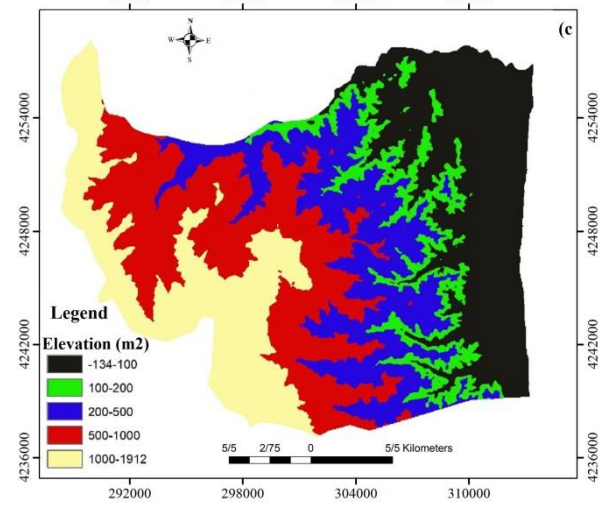 (c
N
W E
S
4254000 4254000
4248000 4248000
4242000 4242000
4236000 4236000
Legend
Elevation (m2)
-134-100
100-200
200-500
500-1000
1000-1912
5/5 2/75 0 5/5 Kilometers
292000 298000 304000 310000